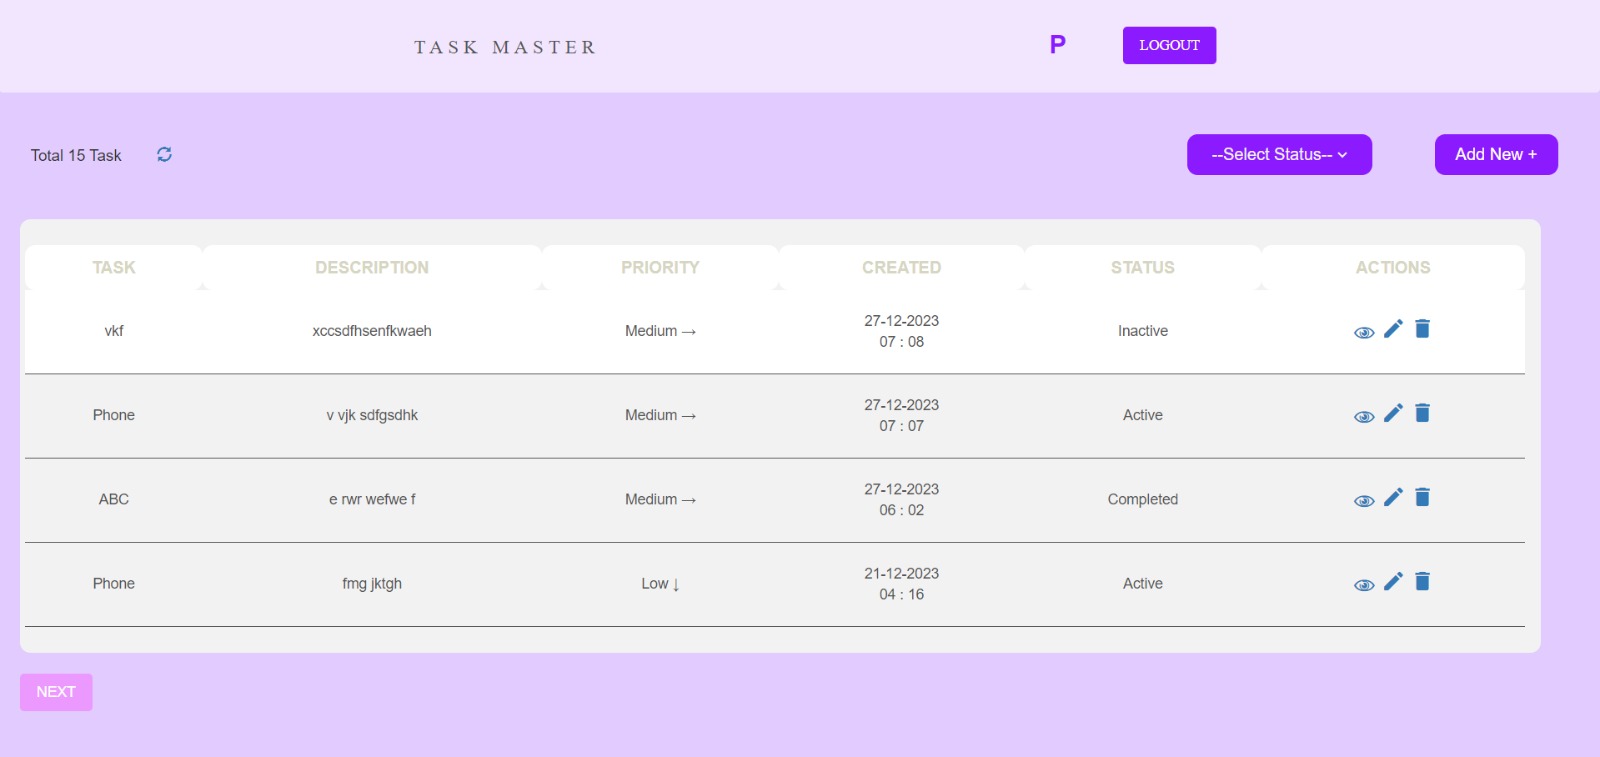 TASK MASTER
P
LOGOUT
Total 15 Task
--Select Status--
Add New +
TASK DESCRIPTION PRIORITY CREATED STATUS ACTIONS
vkf xccsdfhsenfkwaeh Medium → 27-12-2023 Inactive
07 : 08
Phone v vjk sdfgsdhk Medium → 27-12-2023 Active
07 : 07
ABC e rwr wefwe f Medium → 27-12-2023 Completed
06 : 02
Phone fmg jktgh Low ↓ 21-12-2023 Active
04 : 16
NEXT